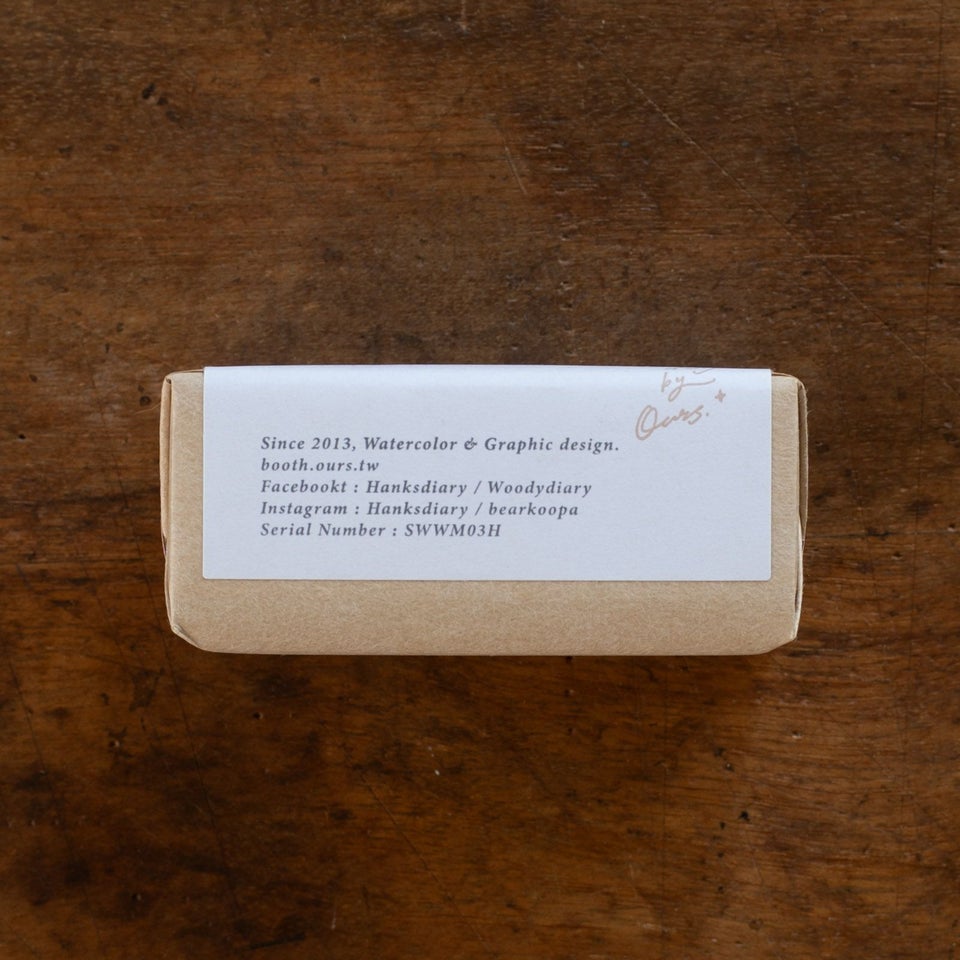 by
Ours.
Since 2013, Watercolor & Graphic design.
booth.ours.tw
Facebookt : Hanksdiary / Woodydiary
Instagram : Hanksdiary / bearkoopa
Serial Number : SWWM03H